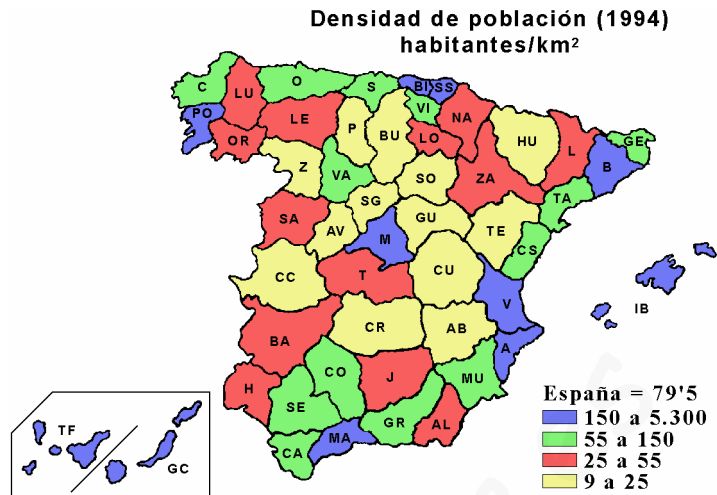 Densidad de población (1994)
habitantes/km²
C
O
S
BI
SS
LU
PO
VI
LE
NA
OR
P
BU
LO
HU
L
GE
Z
VA
SO
ZA
B
SG
TA
SA
AV
GU
TE
M
CS
CC
T
CU
V
IB
CR
AB
BA
A
CO
J
MU
H
SE
GR
AL
MA
CA
TF
GC
España = 79'5
150 a 5.300
55 a 150
25 a 55
9 a 25